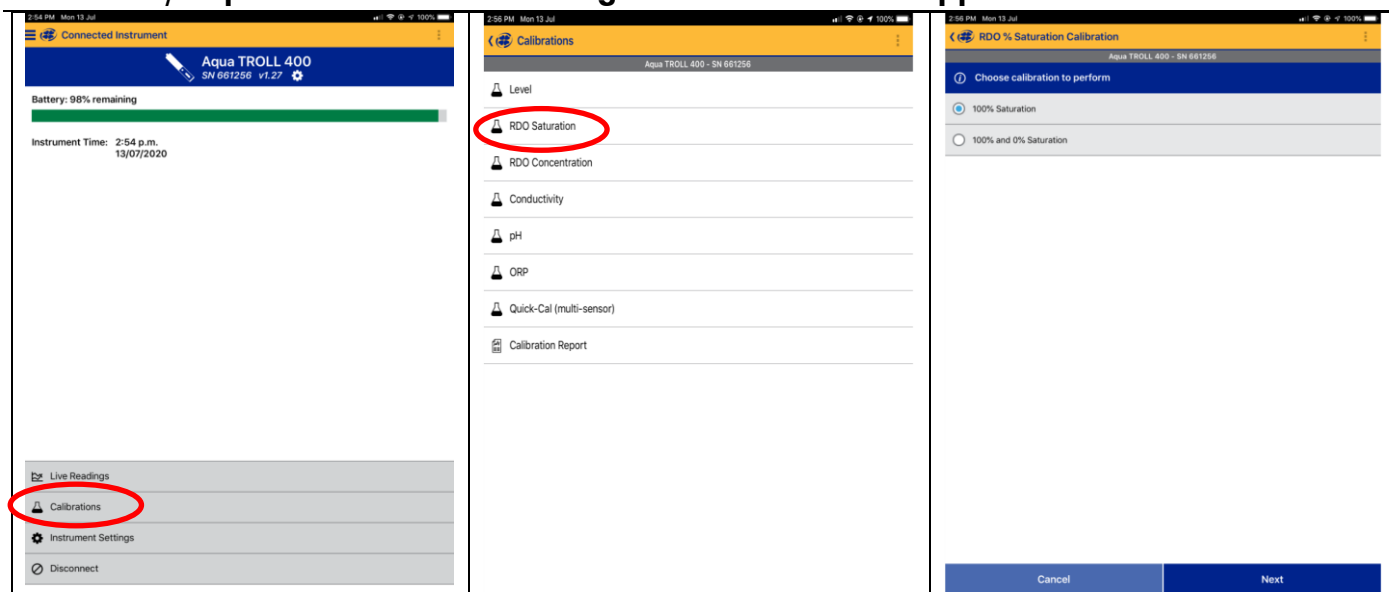 2:54 PM Mon 13 Jul 100%
Connected Instrument
Aqua TROLL 400
SN 661256 v1.27
Battery: 98% remaining
Instrument Time: 2:54 p.m.
13/07/2020
Live Readings
Calibrations
Instrument Settings
Disconnect
2:56 PM Mon 13 Jul 100%
Calibrations
Aqua TROLL 400 - SN 661256
Level
RDO Saturation
RDO Concentration
Conductivity
pH
ORP
Quick-Cal (multi-sensor)
Calibration Report
2:56 PM Mon 13 Jul 100%
RDO % Saturation Calibration
Aqua TROLL 400 - SN 661256
Choose calibration to perform
100% Saturation
100% and 0% Saturation
Cancel Next